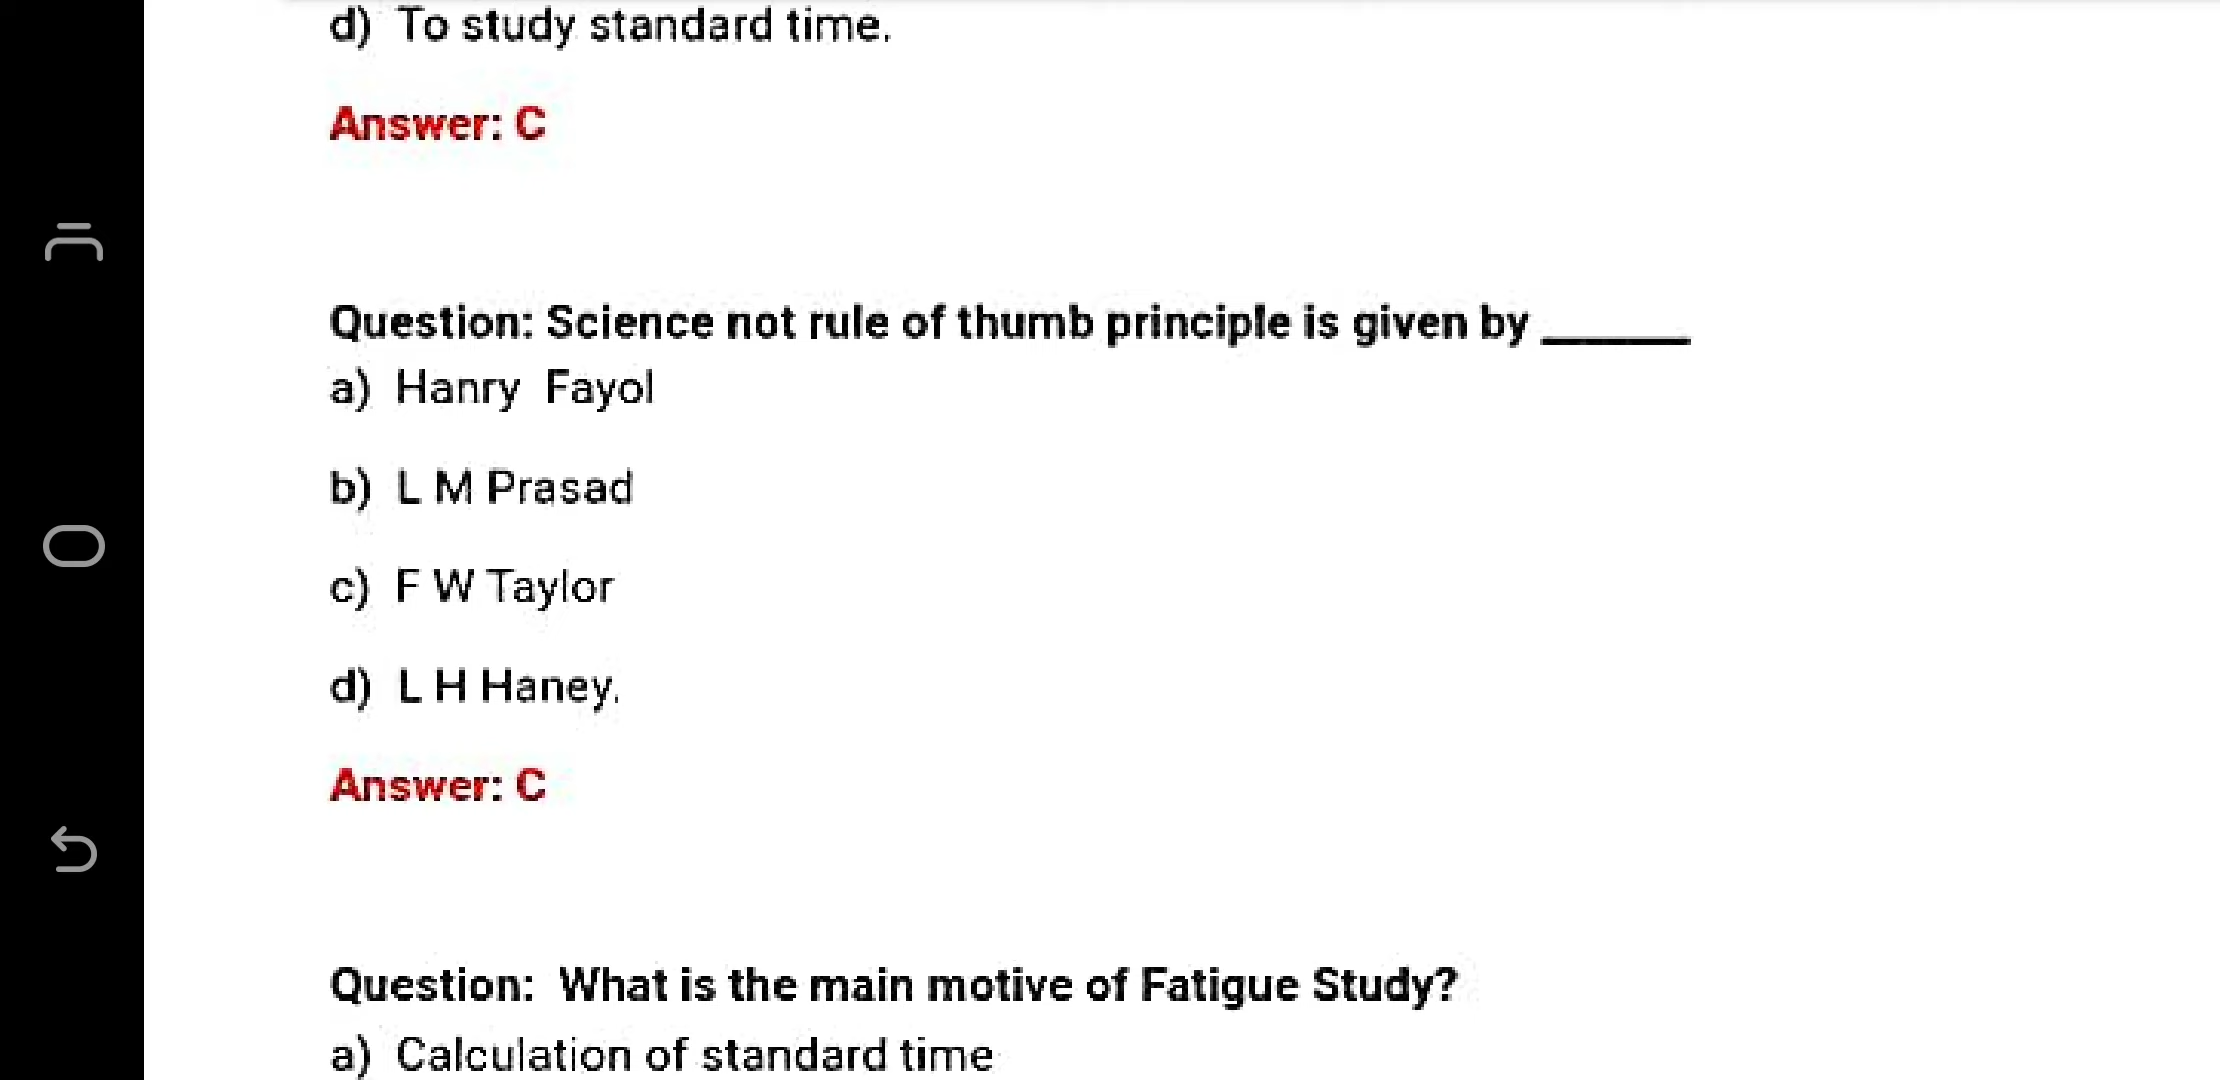 d) To study standard time.
Answer: C
Question: Science not rule of thumb principle is given by ______
a) Hanry Fayol
b) L M Prasad
c) F W Taylor
d) L H Haney.
Answer: C
Question: What is the main motive of Fatigue Study?
a) Calculation of standard time